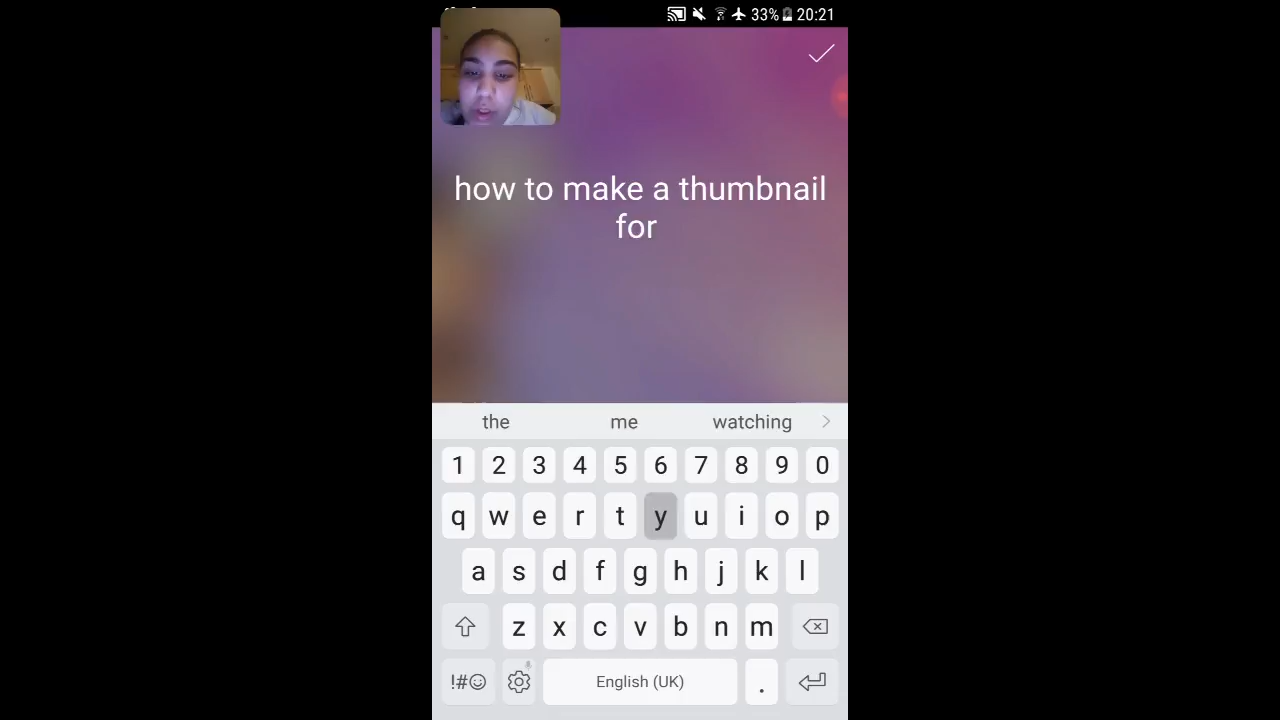 33% 20:21
how to make a thumbnail
for
the me watching
1 2 3 4 5 6 7 8 9 0
q w e r t y u i o p
a s d f g h j k l
z x c v b n m
!#☺ English (UK) .